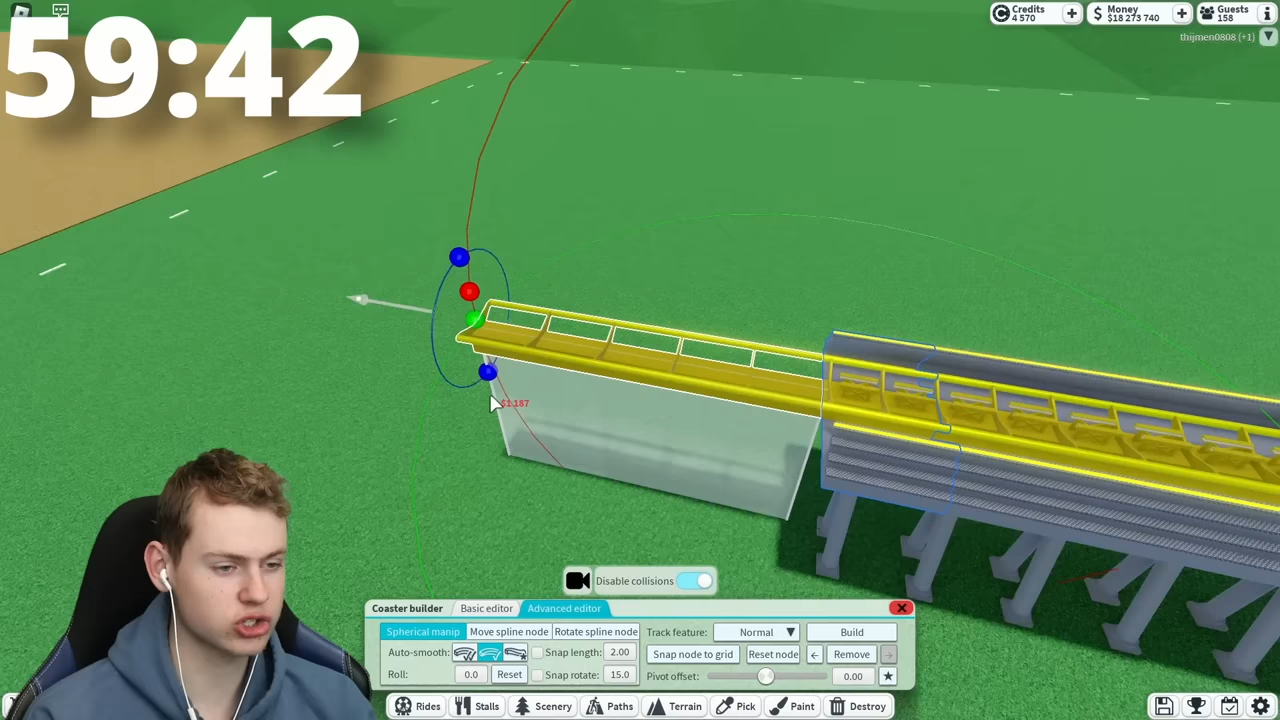 59:42
Credits
4 570
Money
$18 273 740
Guests
158
thijmen0808 (+1)
$1 187
Disable collisions
Coaster builder
Basic editor
Advanced editor
X
Spherical manip
Move spline node
Rotate spline node
Track feature:
Normal
Build
Auto-smooth:
Snap length:
2.00
Snap node to grid
Reset node
Remove
Roll:
0.0
Reset
Snap rotate:
15.0
Pivot offset:
0.00
Rides
Stalls
Scenery
Paths
Terrain
Pick
Paint
Destroy